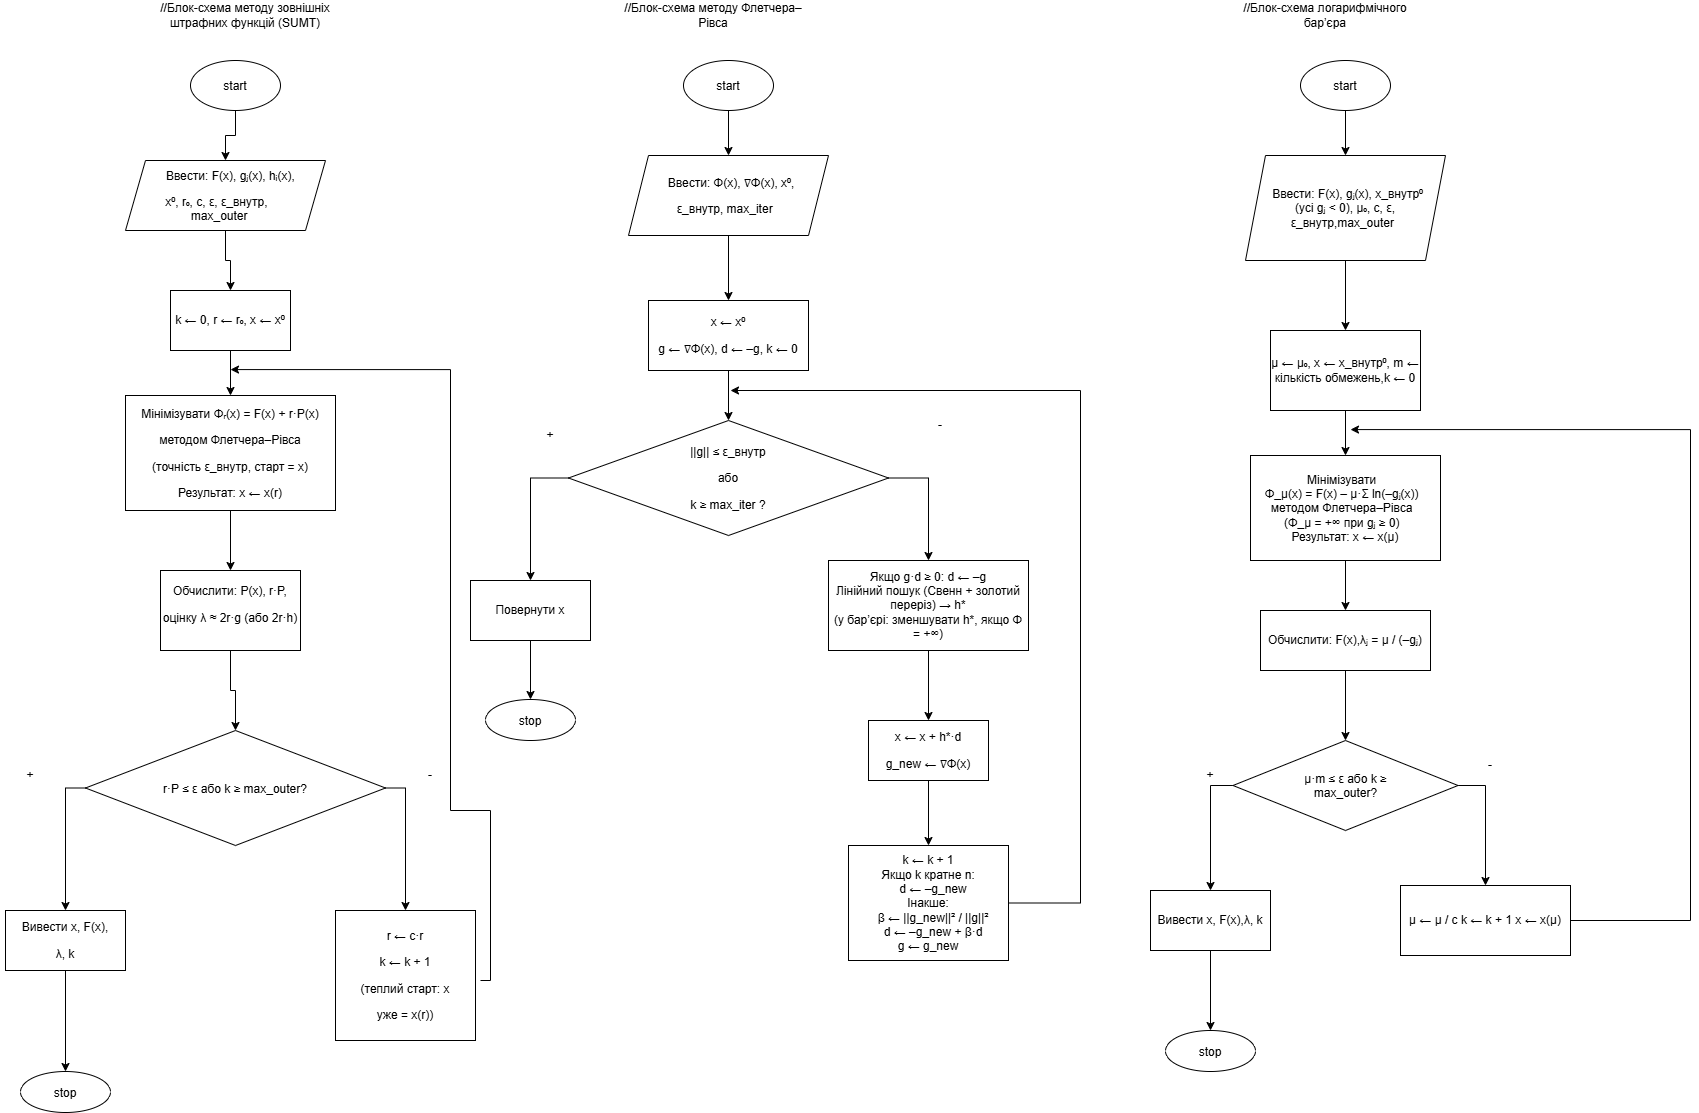 //Блок-схема методу зовнішніх
штрафних функцій (SUMT)
start
Ввести: F(x), gⱼ(x), hᵢ(x),
x⁰, r₀, c, ε, ε_внутр,
max_outer
k ← 0, r ← r₀, x ← x⁰
Мінімізувати Φᵣ(x) = F(x) + r·P(x)
методом Флетчера–Рівса
(точність ε_внутр, старт = x)
Результат: x ← x(r)
Обчислити: P(x), r·P,
оцінку λ ≈ 2r·g (або 2r·h)
r·P ≤ ε або k ≥ max_outer?
+
-
Вивести x, F(x),
λ, k
stop
r ← c·r
k ← k + 1
(теплий старт: x
уже = x(r))
//Блок-схема методу Флетчера–
Рівса
start
Ввести: Φ(x), ∇Φ(x), x⁰,
ε_внутр, max_iter
x ← x⁰
g ← ∇Φ(x), d ← –g, k ← 0
||g|| ≤ ε_внутр
або
k ≥ max_iter ?
+
-
Повернути x
stop
Якщо g·d ≥ 0: d ← –g
Лінійний пошук (Свенн + золотий
переріз) → h*
(у бар’єрі: зменшувати h*, якщо Φ
= +∞)
x ← x + h*·d
g_new ← ∇Φ(x)
k ← k + 1
Якщо k кратне n:
d ← –g_new
Інакше:
β ← ||g_new||² / ||g||²
d ← –g_new + β·d
g ← g_new
//Блок-схема логарифмічного
бар’єра
start
Ввести: F(x), gⱼ(x), x_внутр⁰
(усі gⱼ < 0), μ₀, c, ε,
ε_внутр,max_outer
μ ← μ₀, x ← x_внутр⁰, m ←
кількість обмежень,k ← 0
Мінімізувати
Φ_μ(x) = F(x) – μ·Σ ln(–gⱼ(x))
методом Флетчера–Рівса
(Φ_μ = +∞ при gⱼ ≥ 0)
Результат: x ← x(μ)
Обчислити: F(x),λⱼ = μ / (–gⱼ)
μ·m ≤ ε або k ≥
max_outer?
+
-
Вивести x, F(x),λ, k
stop
μ ← μ / c k ← k + 1 x ← x(μ)